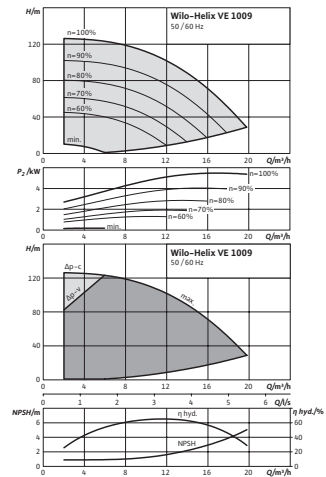 H/m
Wilo-Helix VE 1009
50 / 60 Hz
n=100%
120
n=90%
80
n=80%
n=70%
n=60%
40
min.
0
0 4 8 12 16 20 Q/m³/h
P₂ /kW
n=100%
4
n=90%
n=80%
2
n=70%
n=60%
min.
0
0 4 8 12 16 20 Q/m³/h
H/m
Wilo-Helix VE 1009
50 / 60 Hz
Δp-c
120
Δp-v
max
80
40
0
0 4 8 12 16 20 Q/m³/h
0 1 2 3 4 5 6 Q/l/s
NPSH/m η hyd./%
η hyd.
6 60
4 40
NPSH
2 20
0 0
0 4 8 12 16 20 Q/m³/h